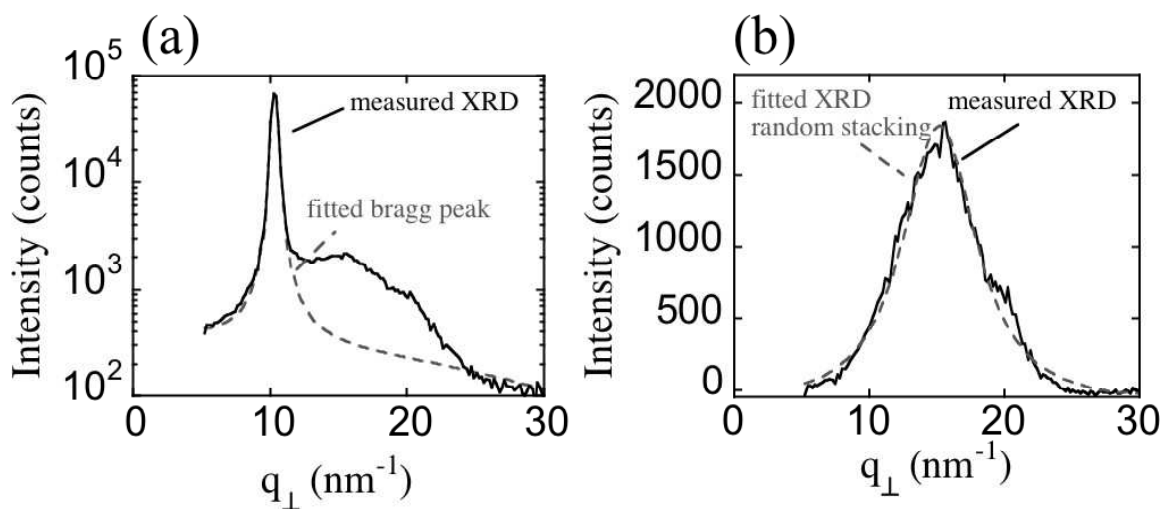 (a)
10^5
10^4
10^3
10^2
Intensity (counts)
measured XRD
fitted bragg peak
0
10
20
30
q⊥ (nm^-1)
(b)
2000
1500
1000
500
0
Intensity (counts)
fitted XRD
random stacking
measured XRD
0
10
20
30
q⊥ (nm^-1)